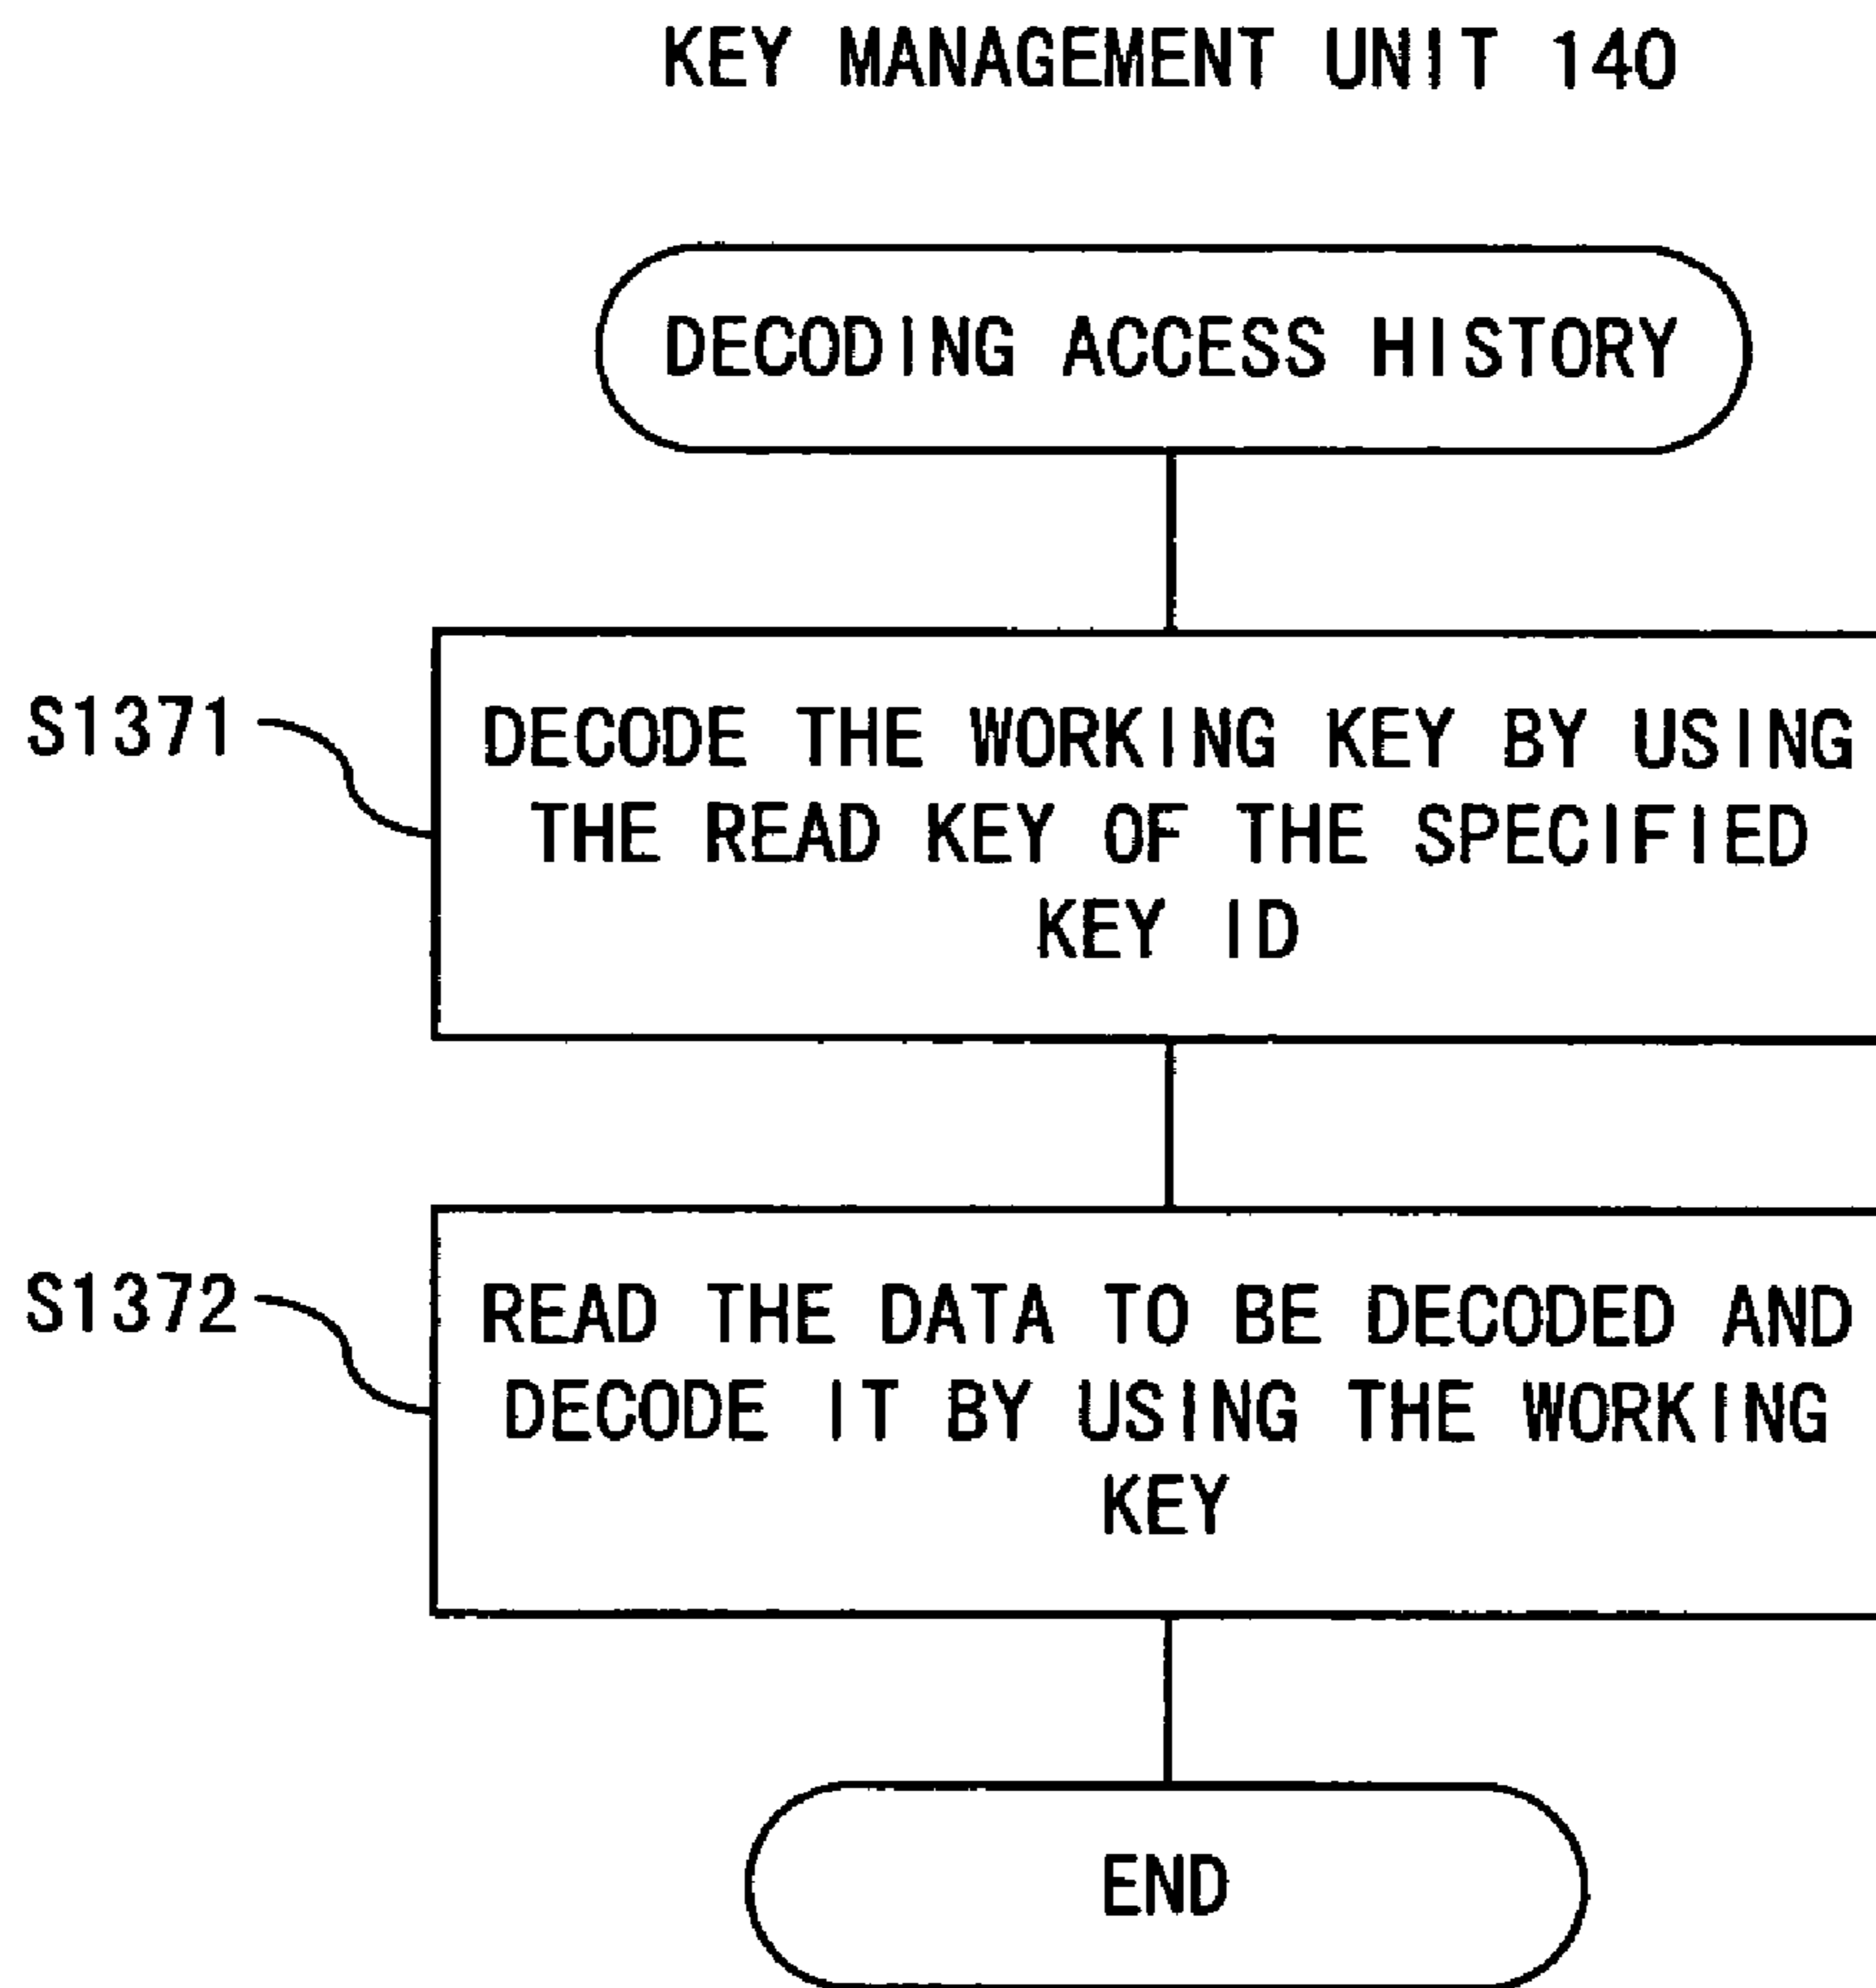 KEY MANAGEMENT UNIT 140
DECODING ACCESS HISTORY
S1371
DECODE THE WORKING KEY BY USING
THE READ KEY OF THE SPECIFIED
KEY ID
S1372
READ THE DATA TO BE DECODED AND
DECODE IT BY USING THE WORKING
KEY
END